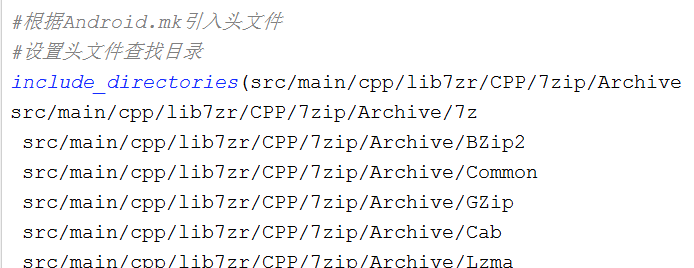 #根据Android.mk引入头文件
#设置头文件查找目录
include_directories(src/main/cpp/lib7zr/CPP/7zip/Archive
src/main/cpp/lib7zr/CPP/7zip/Archive/7z
src/main/cpp/lib7zr/CPP/7zip/Archive/BZip2
src/main/cpp/lib7zr/CPP/7zip/Archive/Common
src/main/cpp/lib7zr/CPP/7zip/Archive/GZip
src/main/cpp/lib7zr/CPP/7zip/Archive/Cab
src/main/cpp/lib7zr/CPP/7zip/Archive/Lzma